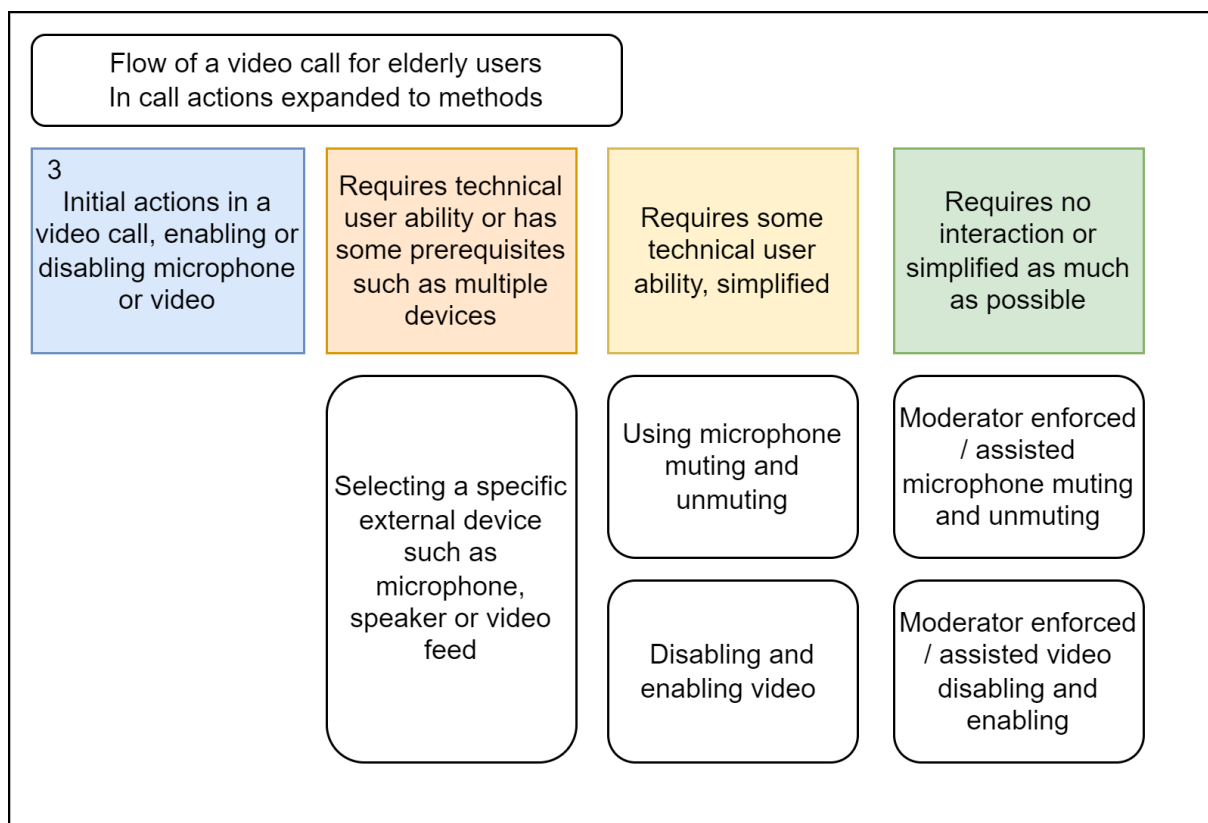 Flow of a video call for elderly users
In call actions expanded to methods
3
Initial actions in a
video call, enabling or
disabling microphone
or video
Requires technical
user ability or has
some prerequisites
such as multiple
devices
Requires some
technical user
ability, simplified
Requires no
interaction or
simplified as much
as possible
Selecting a specific
external device
such as
microphone,
speaker or video
feed
Using microphone
muting and
unmuting
Disabling and
enabling video
Moderator enforced
/ assisted
microphone muting
and unmuting
Moderator enforced
/ assisted video
disabling and
enabling